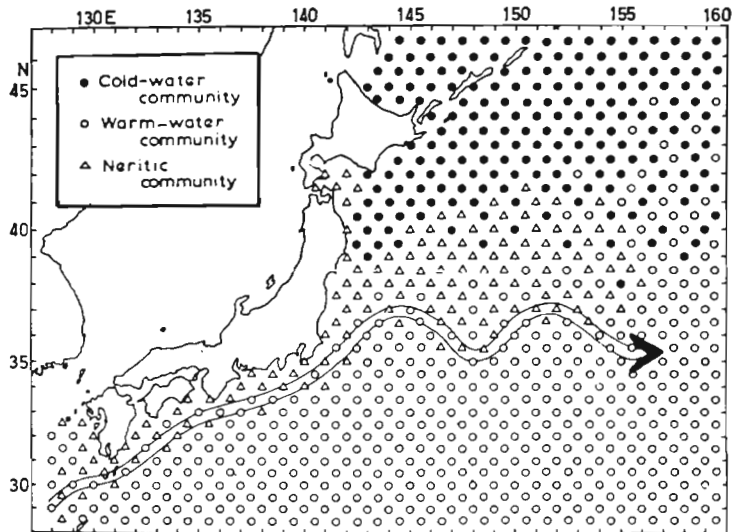 130E 135 140 145 150 155 160
N
45
40
35
30
Cold-water
community
Warm-water
community
Neritic
community